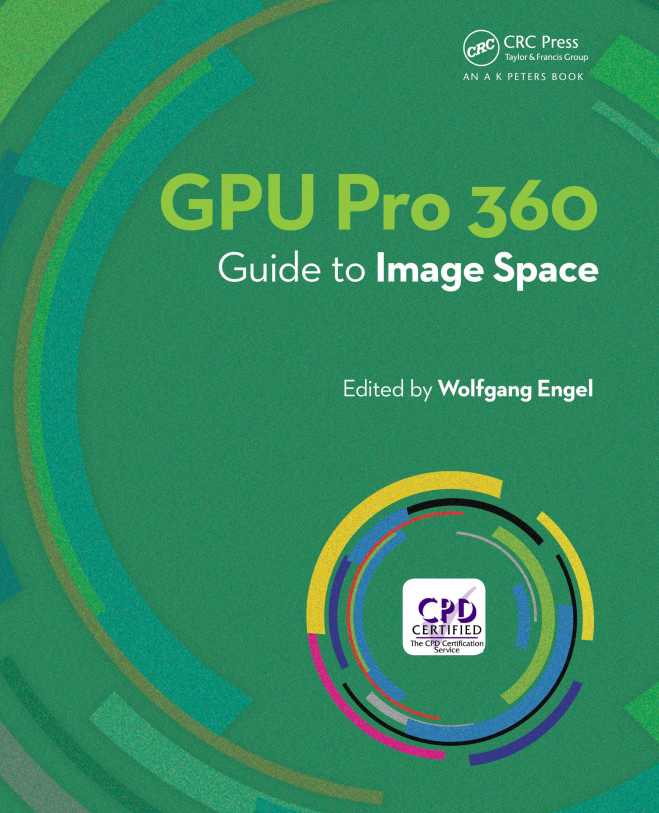 CRC
CRC Press
Taylor & Francis Group
AN A K PETERS BOOK
GPU Pro 360
Guide to Image Space
Edited by Wolfgang Engel
CPD
CERTIFIED
The CPD Certification
Service